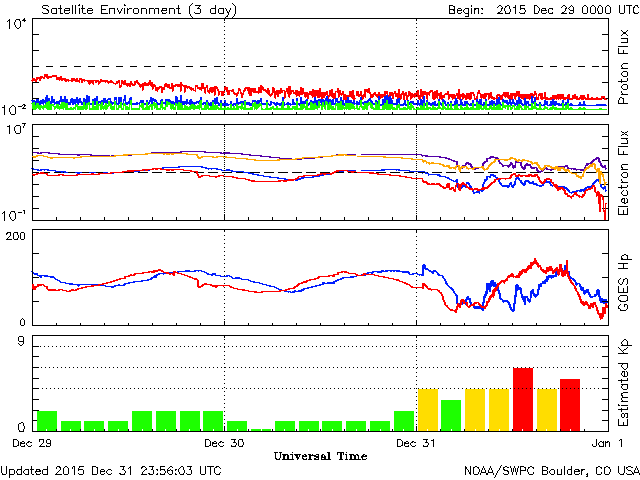 Satellite Environment (3 day) Begin: 2015 Dec 29 0000 UTC
10⁴
10⁻²
Proton Flux
10⁷
10⁻¹
Electron Flux
200
0
GOES Hp
9
0
Estimated Kp
Dec 29 Dec 30 Dec 31 Jan 1
Universal Time
Updated 2015 Dec 31 23:56:03 UTC NOAA/SWPC Boulder, CO USA